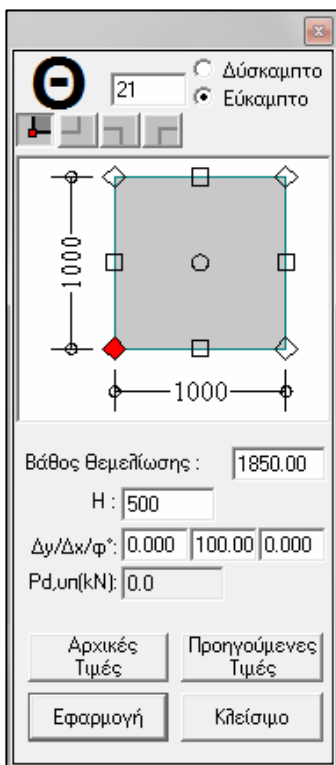 Θ 21 Δύσκαμπτο
Εύκαμπτο
1000
1000
Βάθος Θεμελίωσης : 1850.00
H : 500
Δy/Δx/φ°: 0.000 100.00 0.000
Pd,υπ(kN): 0.0
Αρχικές Τιμές
Προηγούμενες Τιμές
Εφαρμογή Κλείσιμο